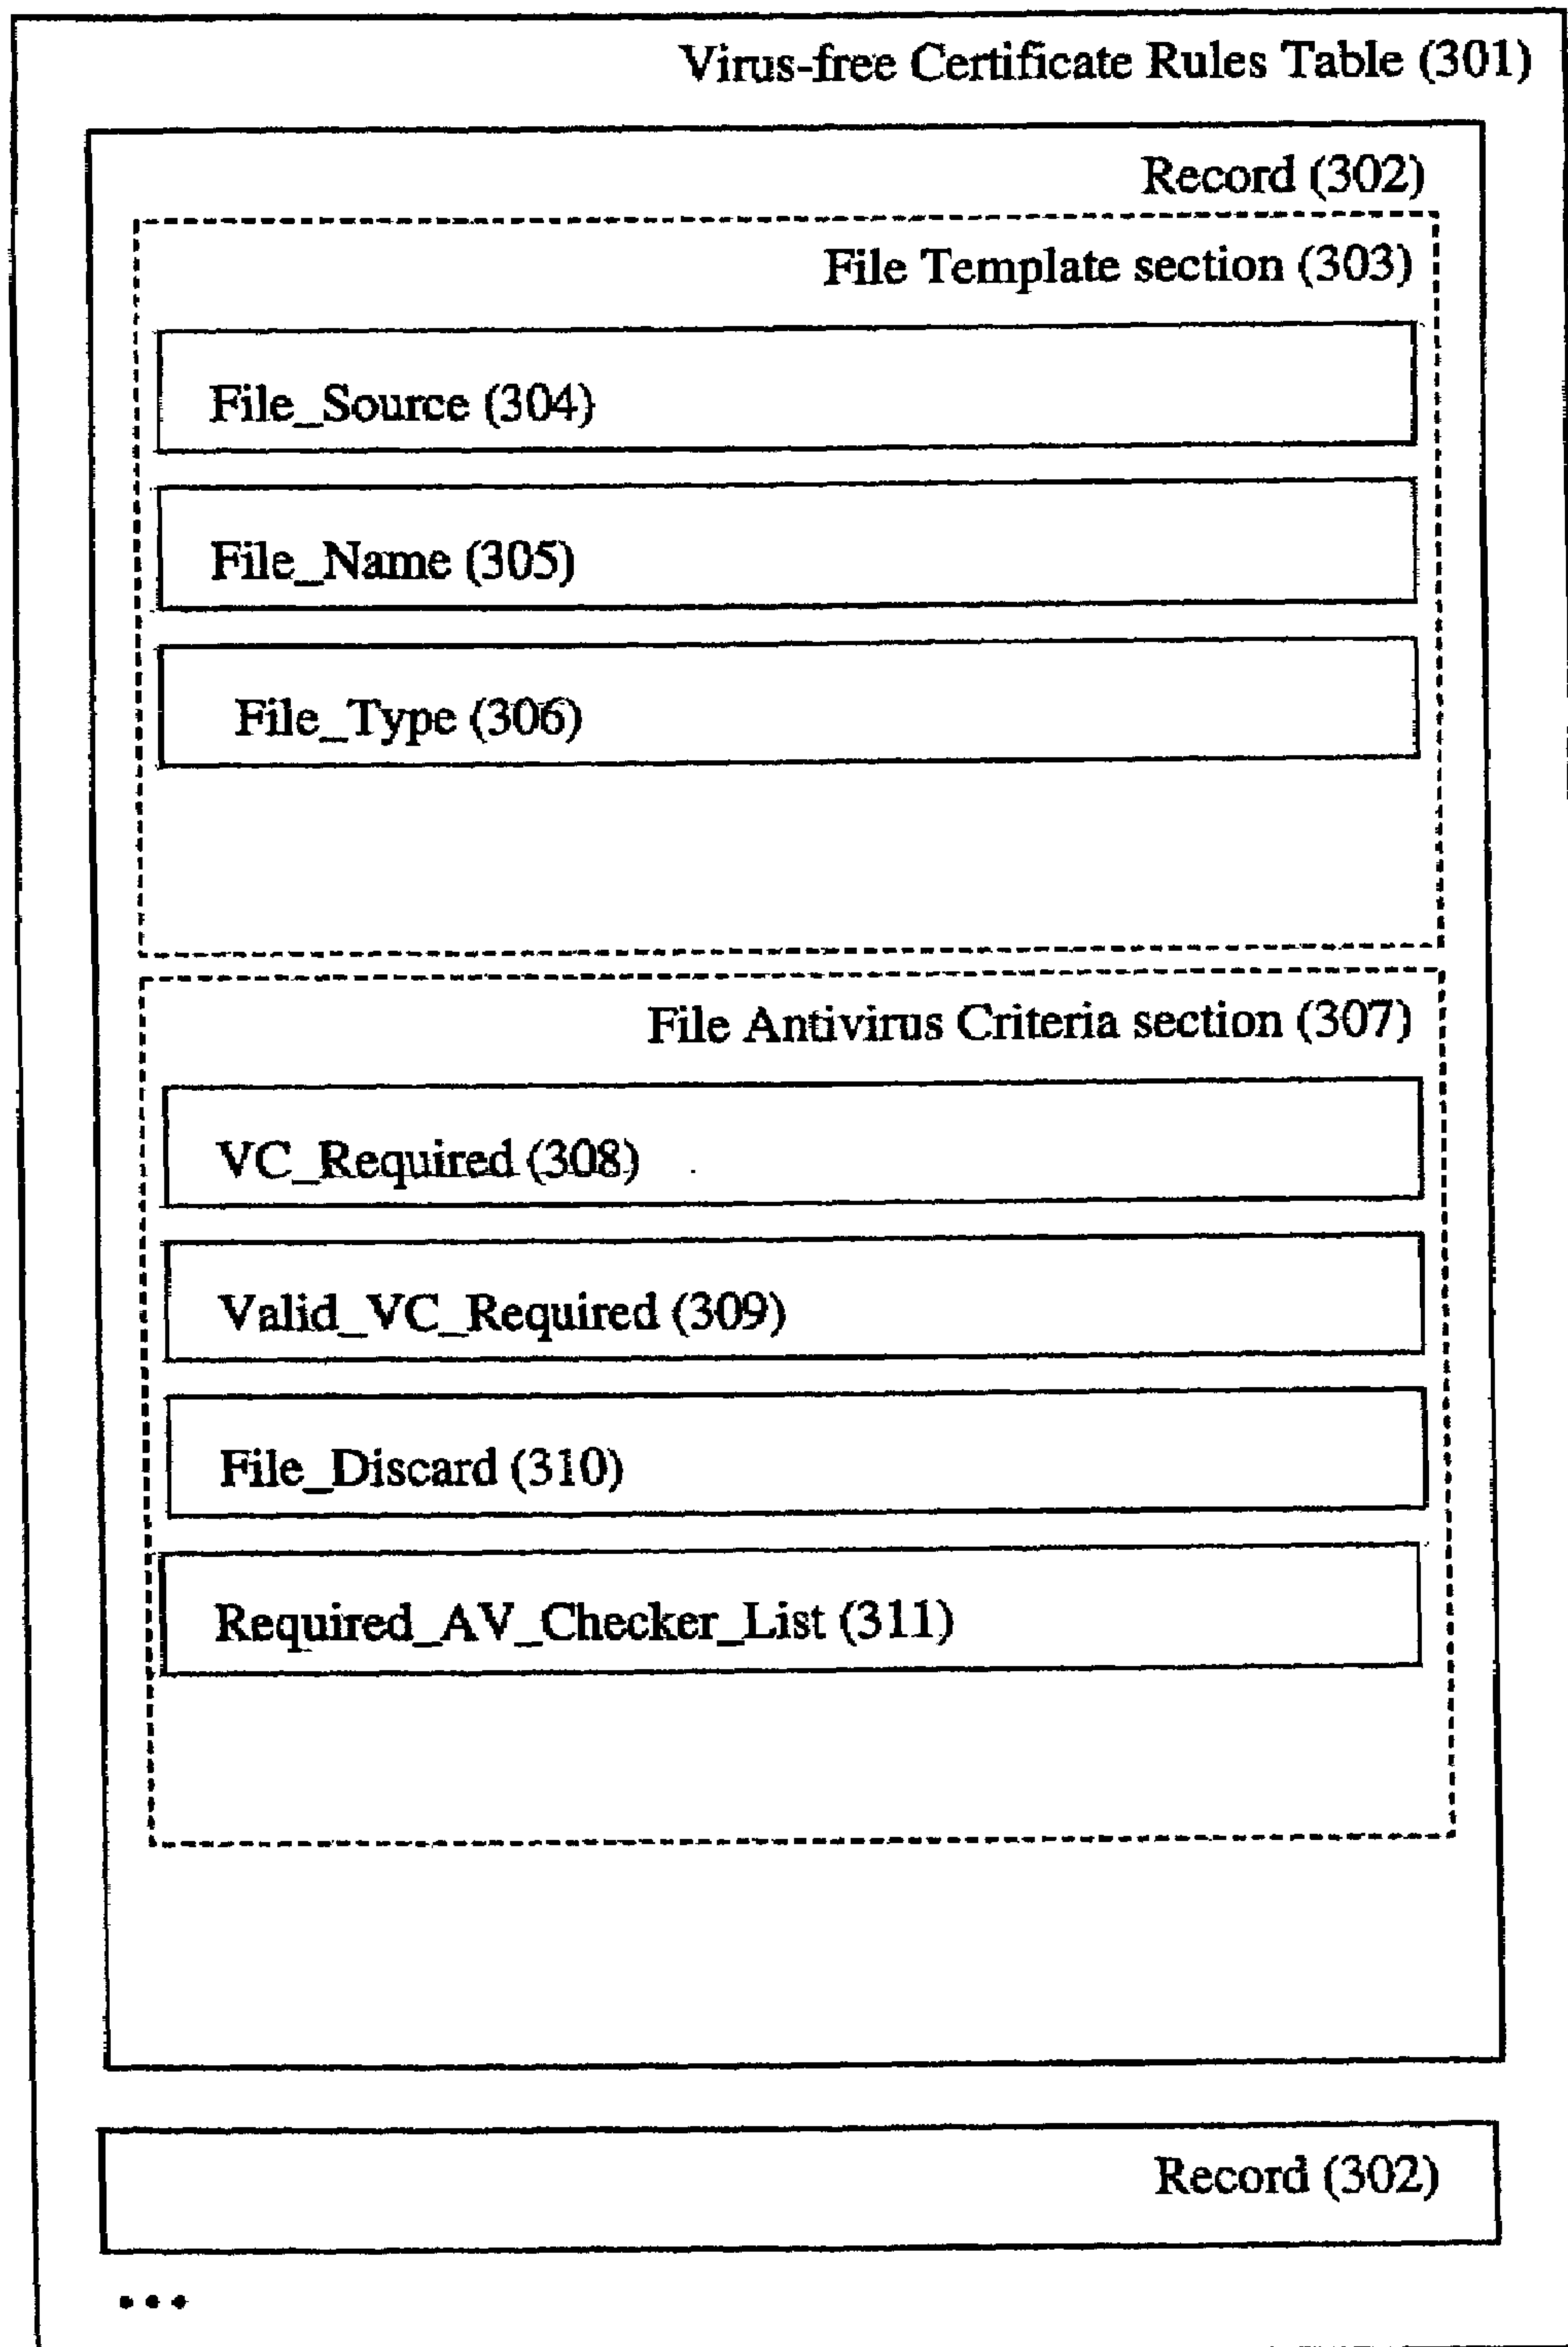 Virus-free Certificate Rules Table (301)
Record (302)
File Template section (303)
File_Source (304)
File_Name (305)
File_Type (306)
File Antivirus Criteria section (307)
VC_Required (308)
Valid_VC_Required (309)
File_Discard (310)
Required_AV_Checker_List (311)
Record (302)
...